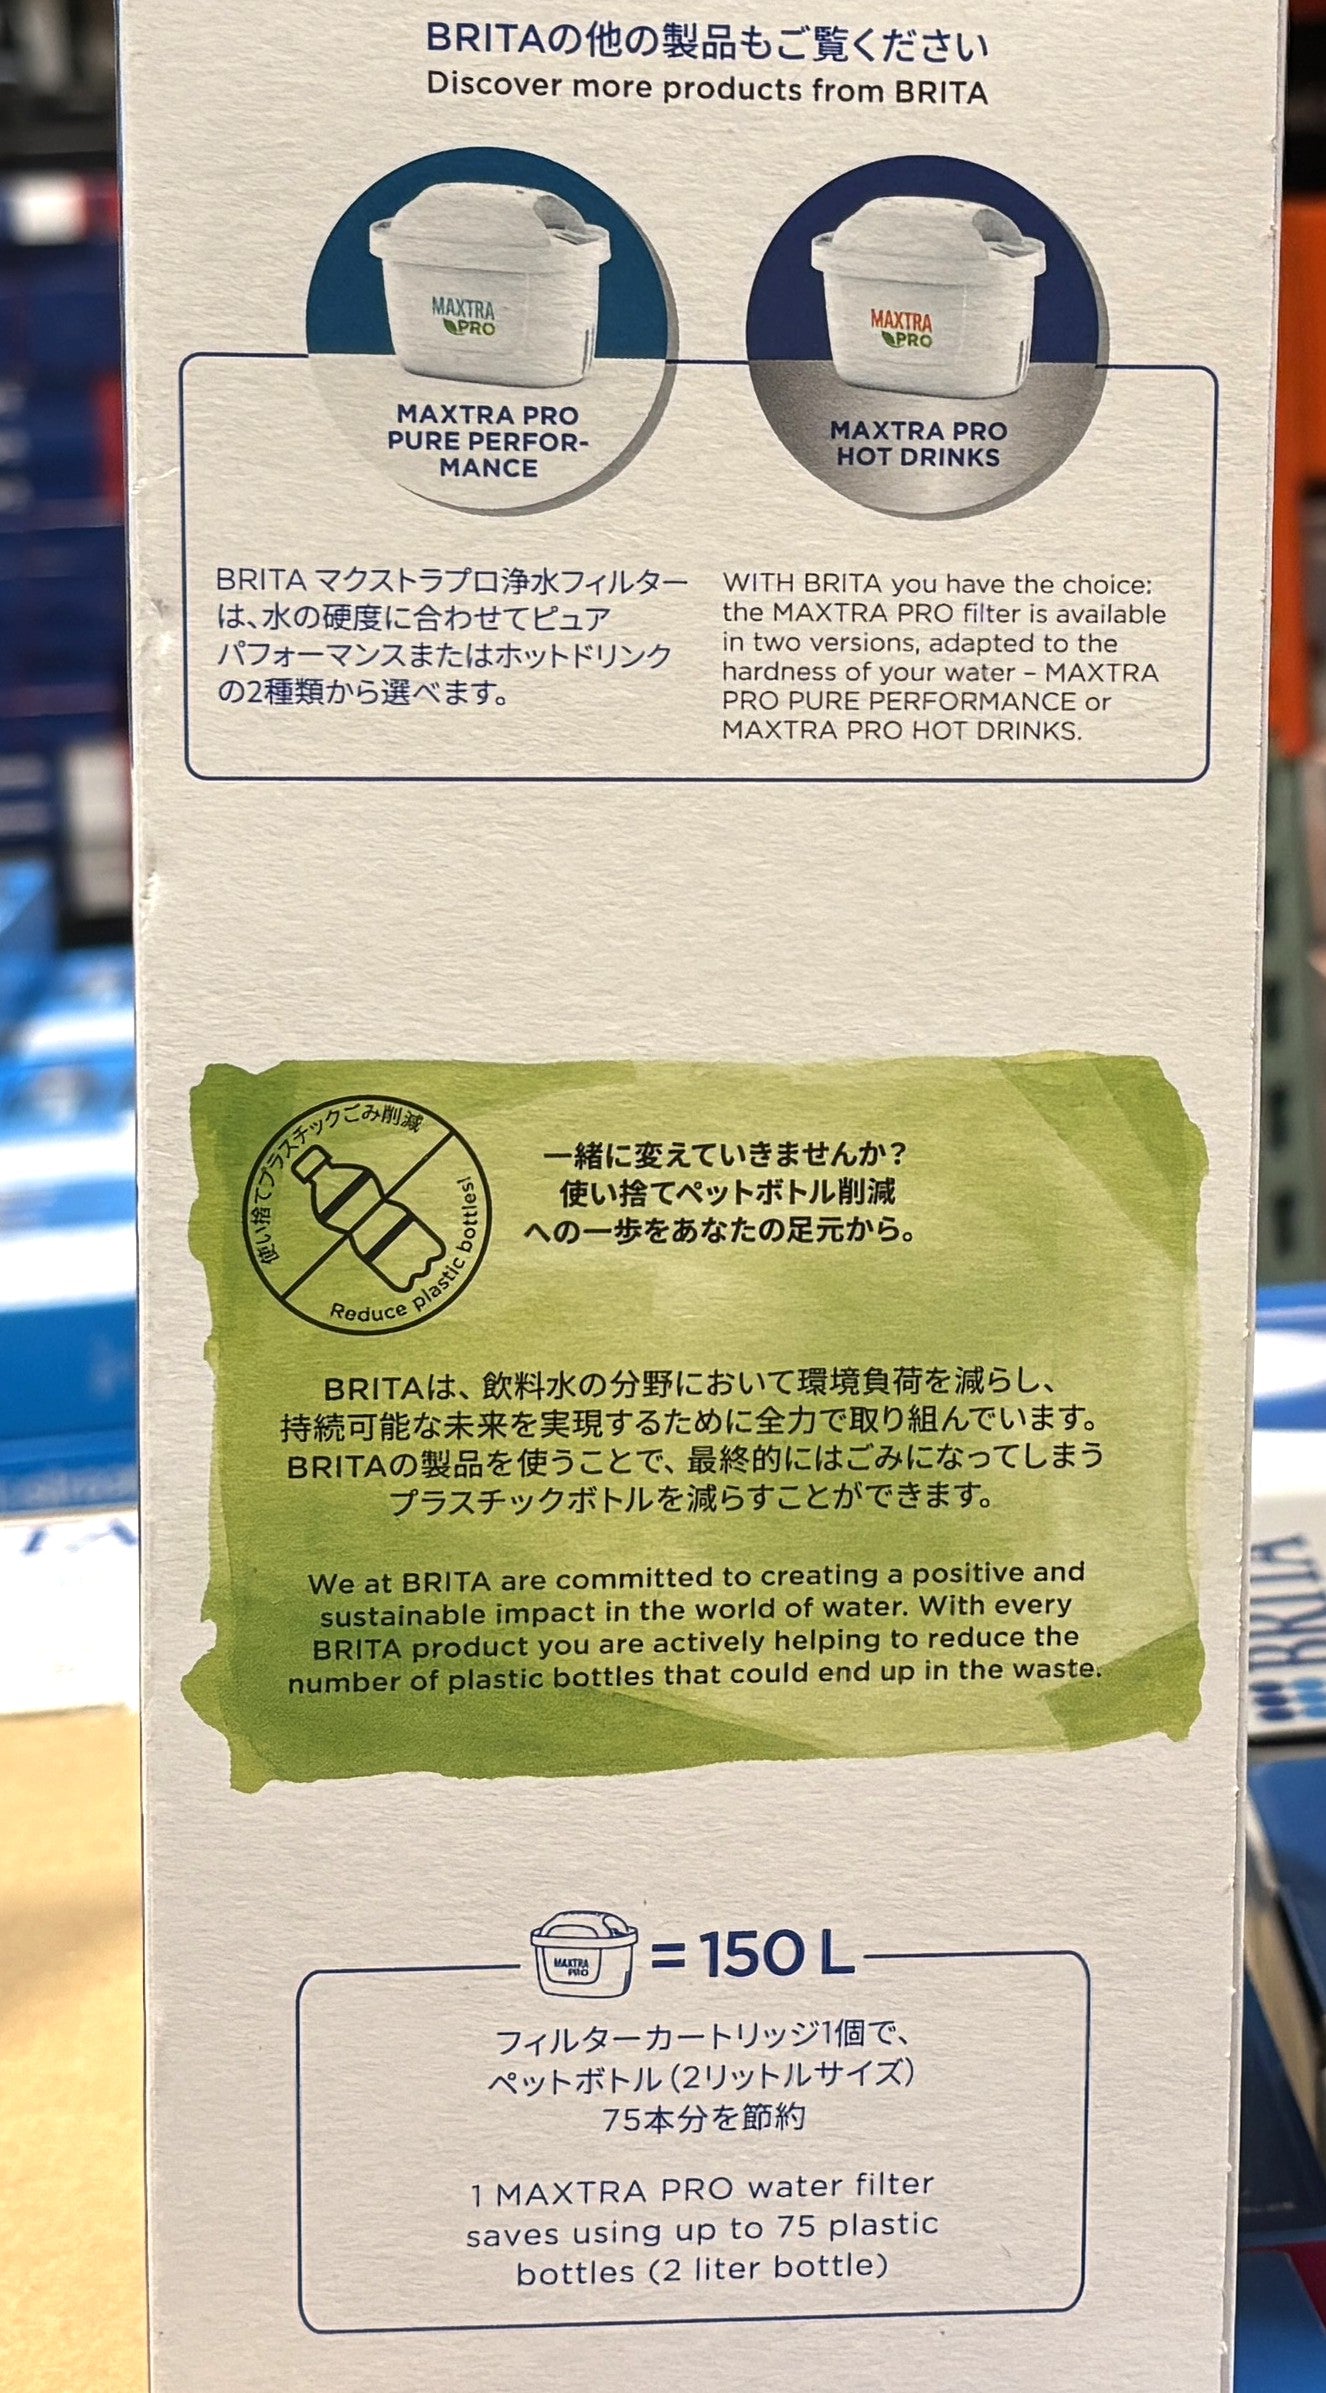 BRITAの他の製品もご覧ください
Discover more products from BRITA
MAXTRA
PRO
MAXTRA PRO
PURE PERFOR-
MANCE
MAXTRA
PRO
MAXTRA PRO
HOT DRINKS
BRITA マクストラプロ浄水フィルター
は、水の硬度に合わせてピュア
パフォーマンスまたはホットドリンク
の2種類から選べます。
WITH BRITA you have the choice:
the MAXTRA PRO filter is available
in two versions, adapted to the
hardness of your water – MAXTRA
PRO PURE PERFORMANCE or
MAXTRA PRO HOT DRINKS.
使い捨てプラスチックごみ削減
Reduce plastic bottles!
一緒に変えていきませんか？
使い捨てペットボトル削減
への一歩をあなたの足元から。
BRITAは、飲料水の分野において環境負荷を減らし、
持続可能な未来を実現するために全力で取り組んでいます。
BRITAの製品を使うことで、最終的にはごみになってしまう
プラスチックボトルを減らすことができます。
We at BRITA are committed to creating a positive and
sustainable impact in the world of water. With every
BRITA product you are actively helping to reduce the
number of plastic bottles that could end up in the waste.
MAXTRA
PRO
= 150 L
フィルターカートリッジ1個で、
ペットボトル（2リットルサイズ）
75本分を節約
1 MAXTRA PRO water filter
saves using up to 75 plastic
bottles (2 liter bottle)
BRITA